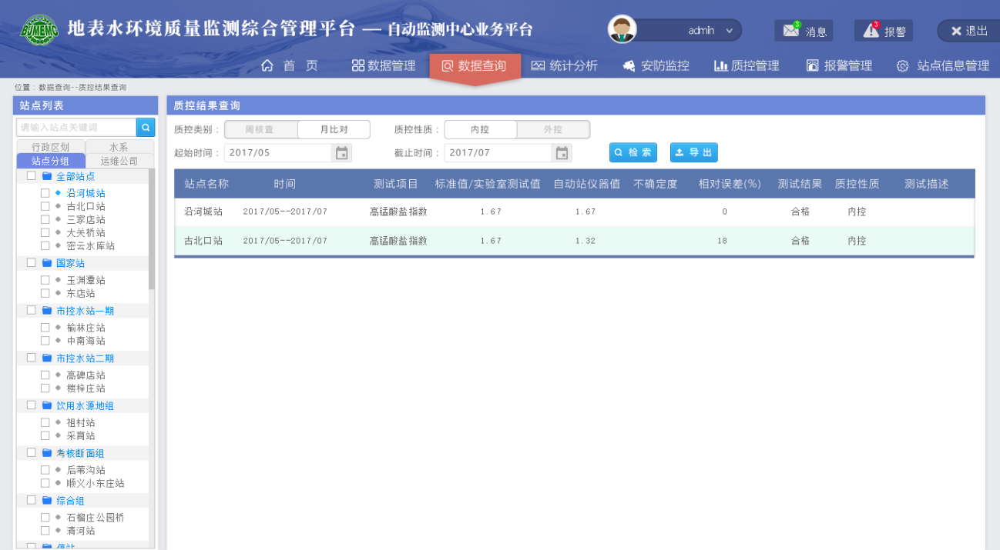 BJMEMC 地表水环境质量监测综合管理平台 — 自动监测中心业务平台
admin
3 消息
3 报警
退出
首 页 数据管理 数据查询 统计分析 安防监控 质控管理 报警管理 站点信息管理
位置：数据查询--质控结果查询
站点列表
请输入站点关键词
行政区划 水系
站点分组 运维公司
全部站点
沿河城站
古北口站
三家店站
大关桥站
密云水库站
国家站
玉渊潭站
东店站
市控水站一期
榆林庄站
中南海站
市控水站二期
高碑店站
楼梓庄站
饮用水源地组
祖村站
采育站
考核断面组
后苇沟站
顺义小东庄站
综合组
石榴庄公园桥
清河站
质控结果查询
质控类别： 周核查 月比对 质控性质： 内控 外控
起始时间： 2017/05 截止时间： 2017/07 检 索 导 出
站点名称 时间 测试项目 标准值/实验室测试值 自动站仪器值 不确定度 相对误差(%) 测试结果 质控性质 测试描述
沿河城站 2017/05--2017/07 高锰酸盐指数 1.67 1.67 0 合格 内控
古北口站 2017/05--2017/07 高锰酸盐指数 1.67 1.32 18 合格 内控